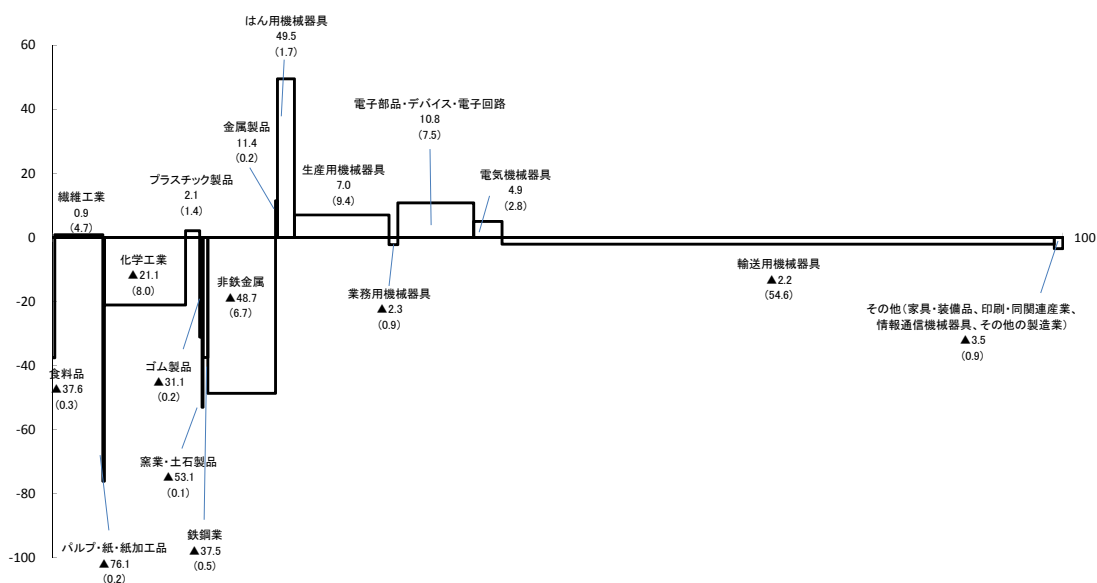 はん用機械器具
49.5
(1.7)
60
40
20
0
-20
-40
-60
-80
-100
100
繊維工業
0.9
(4.7)
プラスチック製品
2.1
(1.4)
金属製品
11.4
(0.2)
生産用機械器具
7.0
(9.4)
電子部品・デバイス・電子回路
10.8
(7.5)
電気機械器具
4.9
(2.8)
化学工業
▲21.1
(8.0)
非鉄金属
▲48.7
(6.7)
業務用機械器具
▲2.3
(0.9)
輸送用機械器具
▲2.2
(54.6)
その他(家具・装備品、印刷・同関連産業、
情報通信機械器具、その他の製造業)
▲3.5
(0.9)
食料品
▲37.6
(0.3)
ゴム製品
▲31.1
(0.2)
窯業・土石製品
▲53.1
(0.1)
鉄鋼業
▲37.5
(0.5)
パルプ・紙・紙加工品
▲76.1
(0.2)